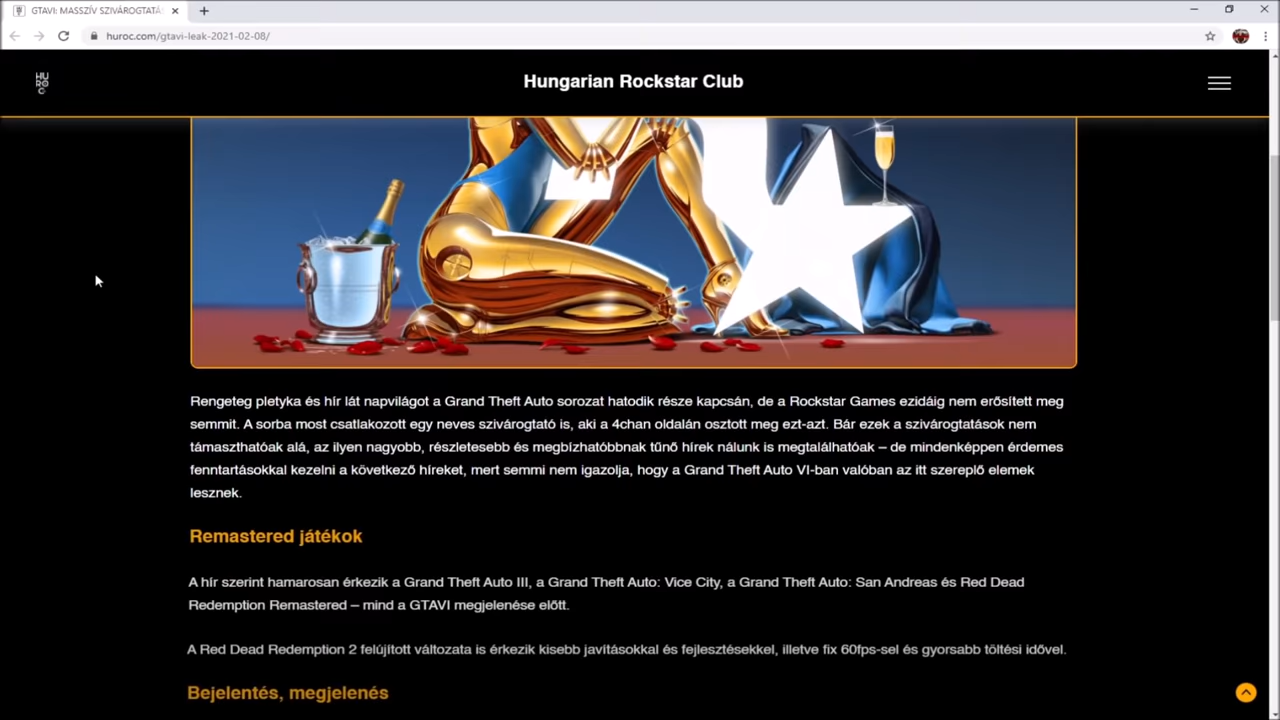 GTAVI: MASSZÍV SZIVÁROGTATÁ
huroc.com/gtavi-leak-2021-02-08/
HU
RO
C
Hungarian Rockstar Club
Rengeteg pletyka és hír lát napvilágot a Grand Theft Auto sorozat hatodik része kapcsán, de a Rockstar Games ezidáig nem erősített meg
semmit. A sorba most csatlakozott egy neves szivárogtató is, aki a 4chan oldalán osztott meg ezt-azt. Bár ezek a szivárogtatások nem
támaszthatóak alá, az ilyen nagyobb, részletesebb és megbízhatóbbnak tűnő hírek nálunk is megtalálhatóak – de mindenképpen érdemes
fenntartásokkal kezelni a következő híreket, mert semmi nem igazolja, hogy a Grand Theft Auto VI-ban valóban az itt szereplő elemek
lesznek.
Remastered játékok
A hír szerint hamarosan érkezik a Grand Theft Auto III, a Grand Theft Auto: Vice City, a Grand Theft Auto: San Andreas és Red Dead
Redemption Remastered – mind a GTAVI megjelenése előtt.
A Red Dead Redemption 2 felújított változata is érkezik kisebb javításokkal és fejlesztésekkel, illetve fix 60fps-sel és gyorsabb töltési idővel.
Bejelentés, megjelenés